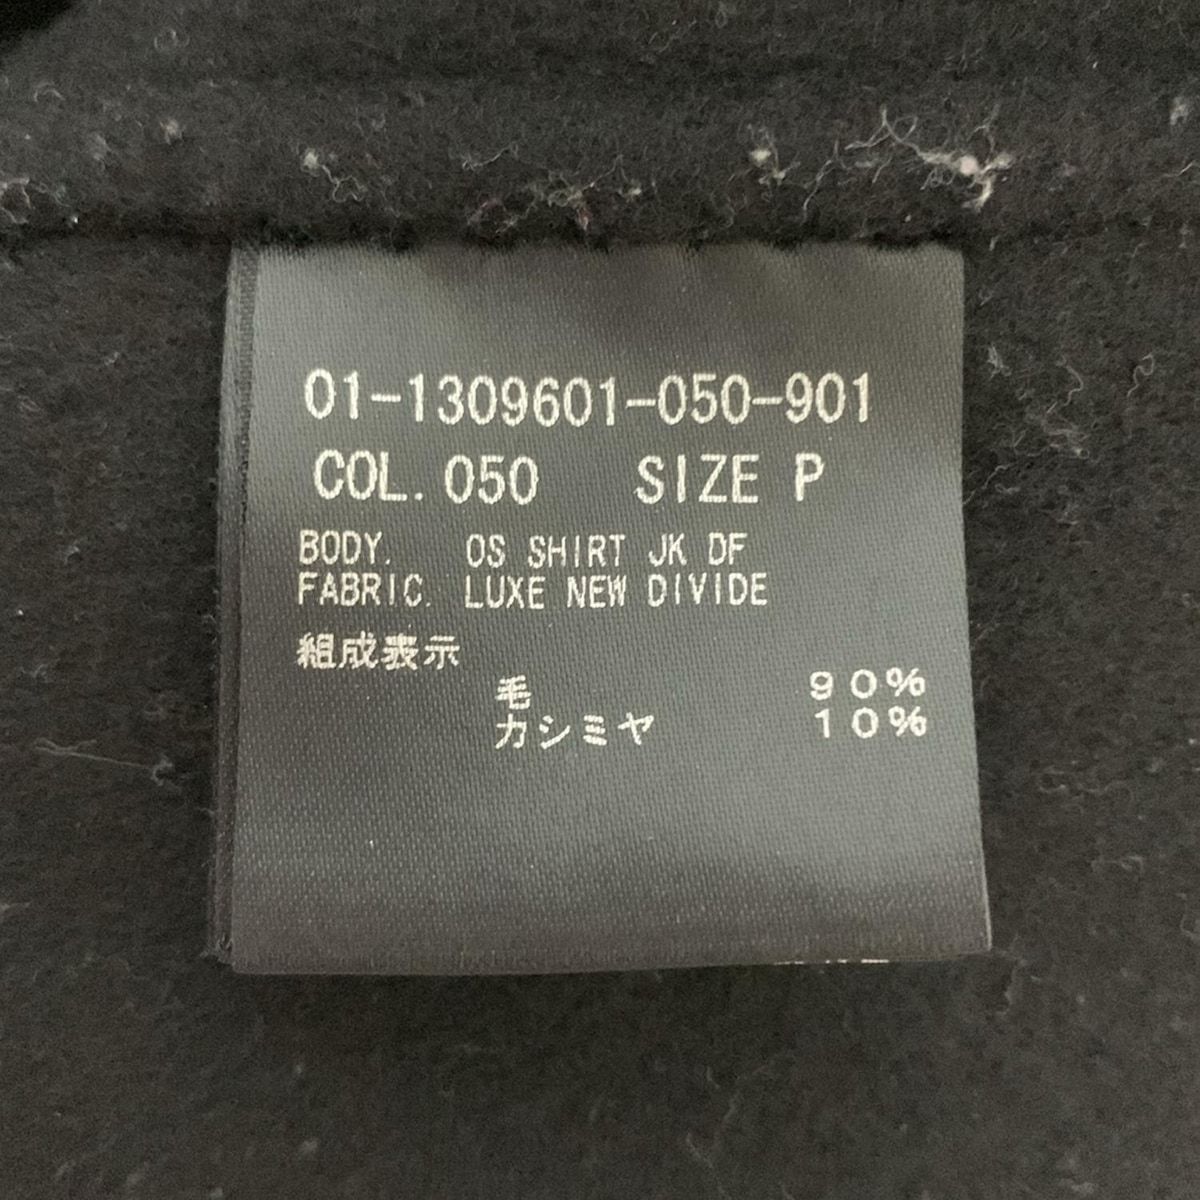 01-1309601-050-901
COL. 050 SIZE P
BODY. OS SHIRT JK DF
FABRIC. LUXE NEW DIVIDE
組成表示
毛 90%
カシミヤ 10%